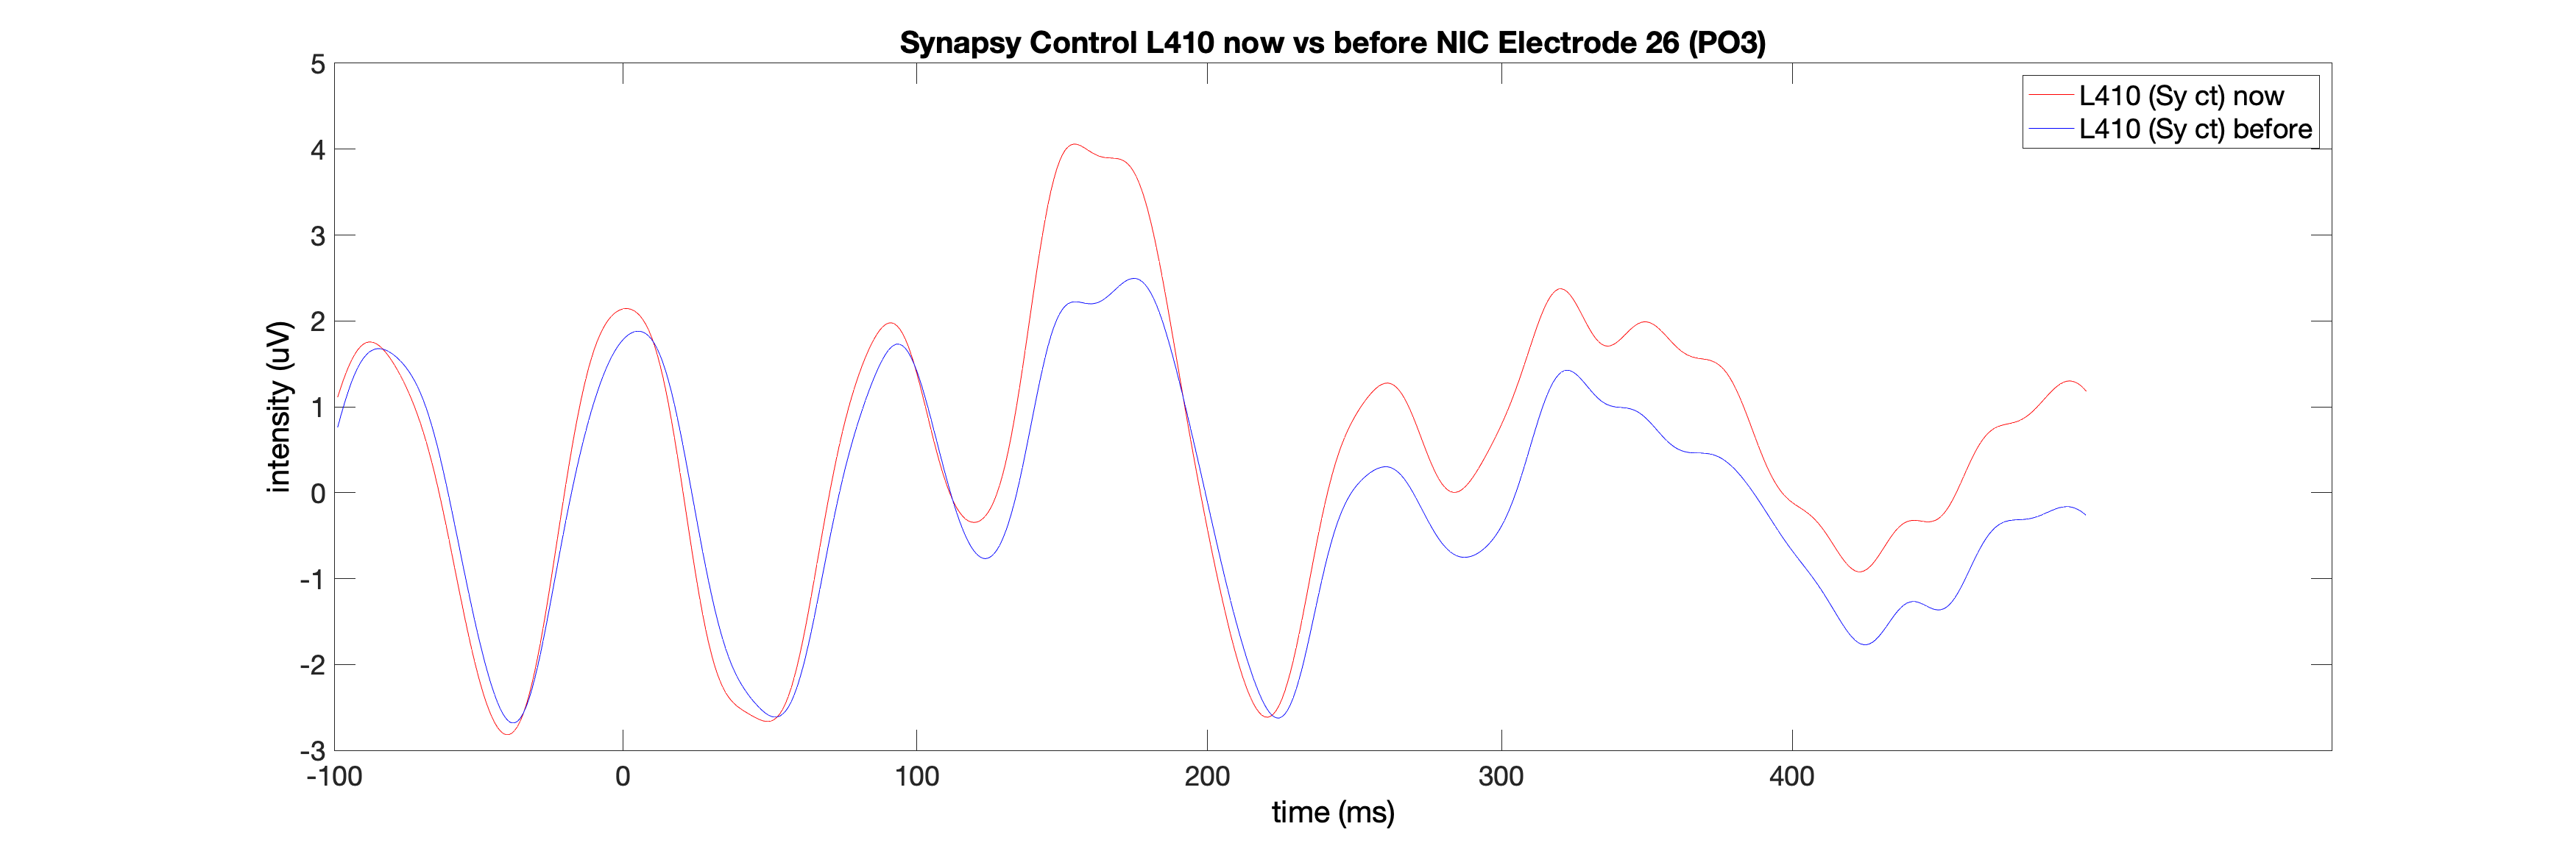 Synapsy Control L410 now vs before NIC Electrode 26 (PO3)
L410 (Sy ct) now
L410 (Sy ct) before
intensity (uV)
5
4
3
2
1
0
-1
-2
-3
-100 0 100 200 300 400
time (ms)